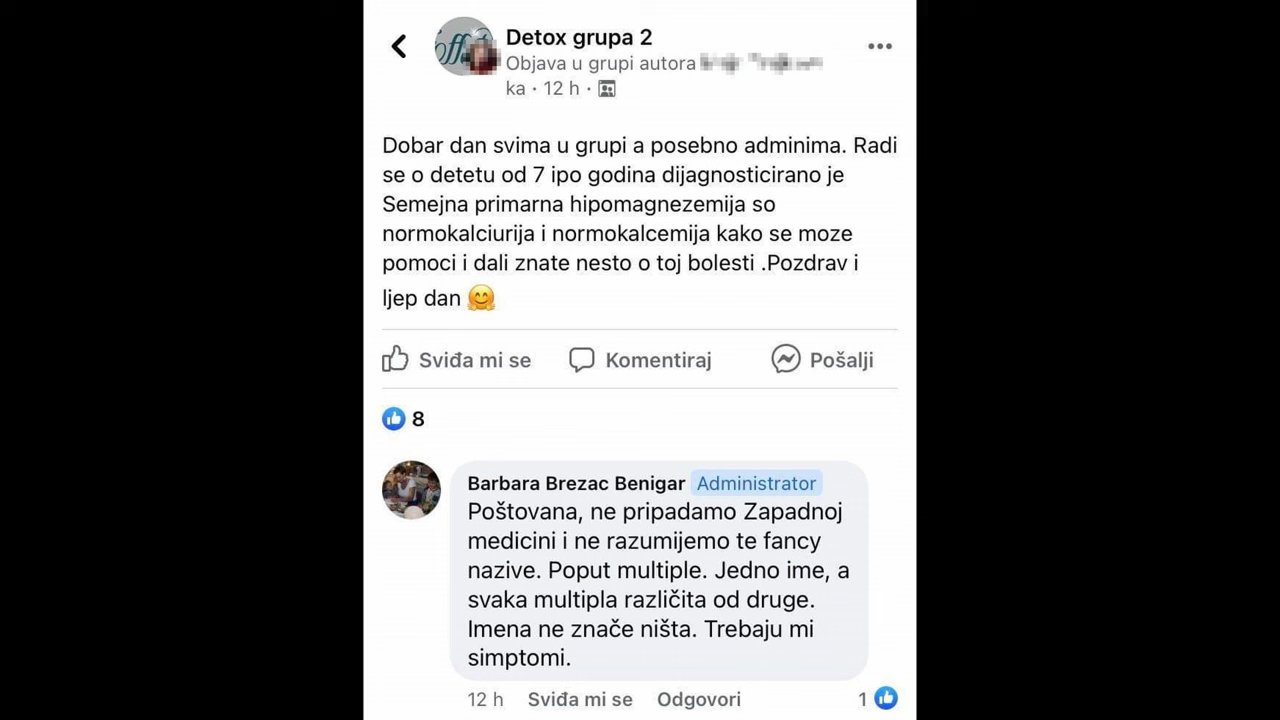 Detox grupa 2
Objava u grupi autora
ka · 12 h ·
Dobar dan svima u grupi a posebno adminima. Radi
se o detetu od 7 ipo godina dijagnosticirano je
Semejna primarna hipomagnezemija so
normokalciurija i normokalcemija kako se moze
pomoci i dali znate nesto o toj bolesti .Pozdrav i
ljep dan 🤗
Sviđa mi se Komentiraj Pošalji
8
Barbara Brezac Benigar Administrator
Poštovana, ne pripadamo Zapadnoj
medicini i ne razumijemo te fancy
nazive. Poput multiple. Jedno ime, a
svaka multipla različita od druge.
Imena ne znače ništa. Trebaju mi
simptomi.
12 h Sviđa mi se Odgovori 1